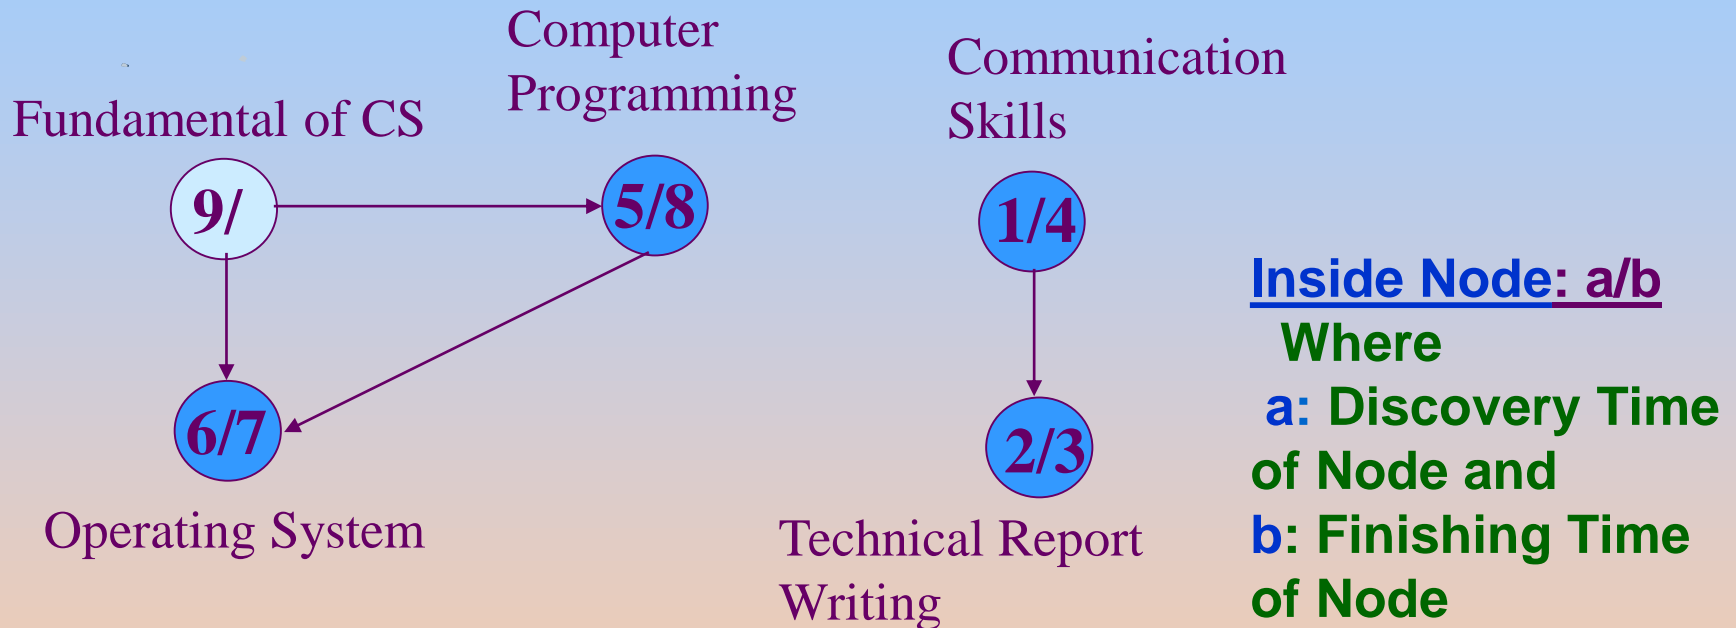 Computer
Programming
Communication
Skills
Fundamental of CS
9/
5/8
1/4
6/7
2/3
Operating System
Technical Report
Writing
Inside Node: a/b
Where
a: Discovery Time
of Node and
b: Finishing Time
of Node